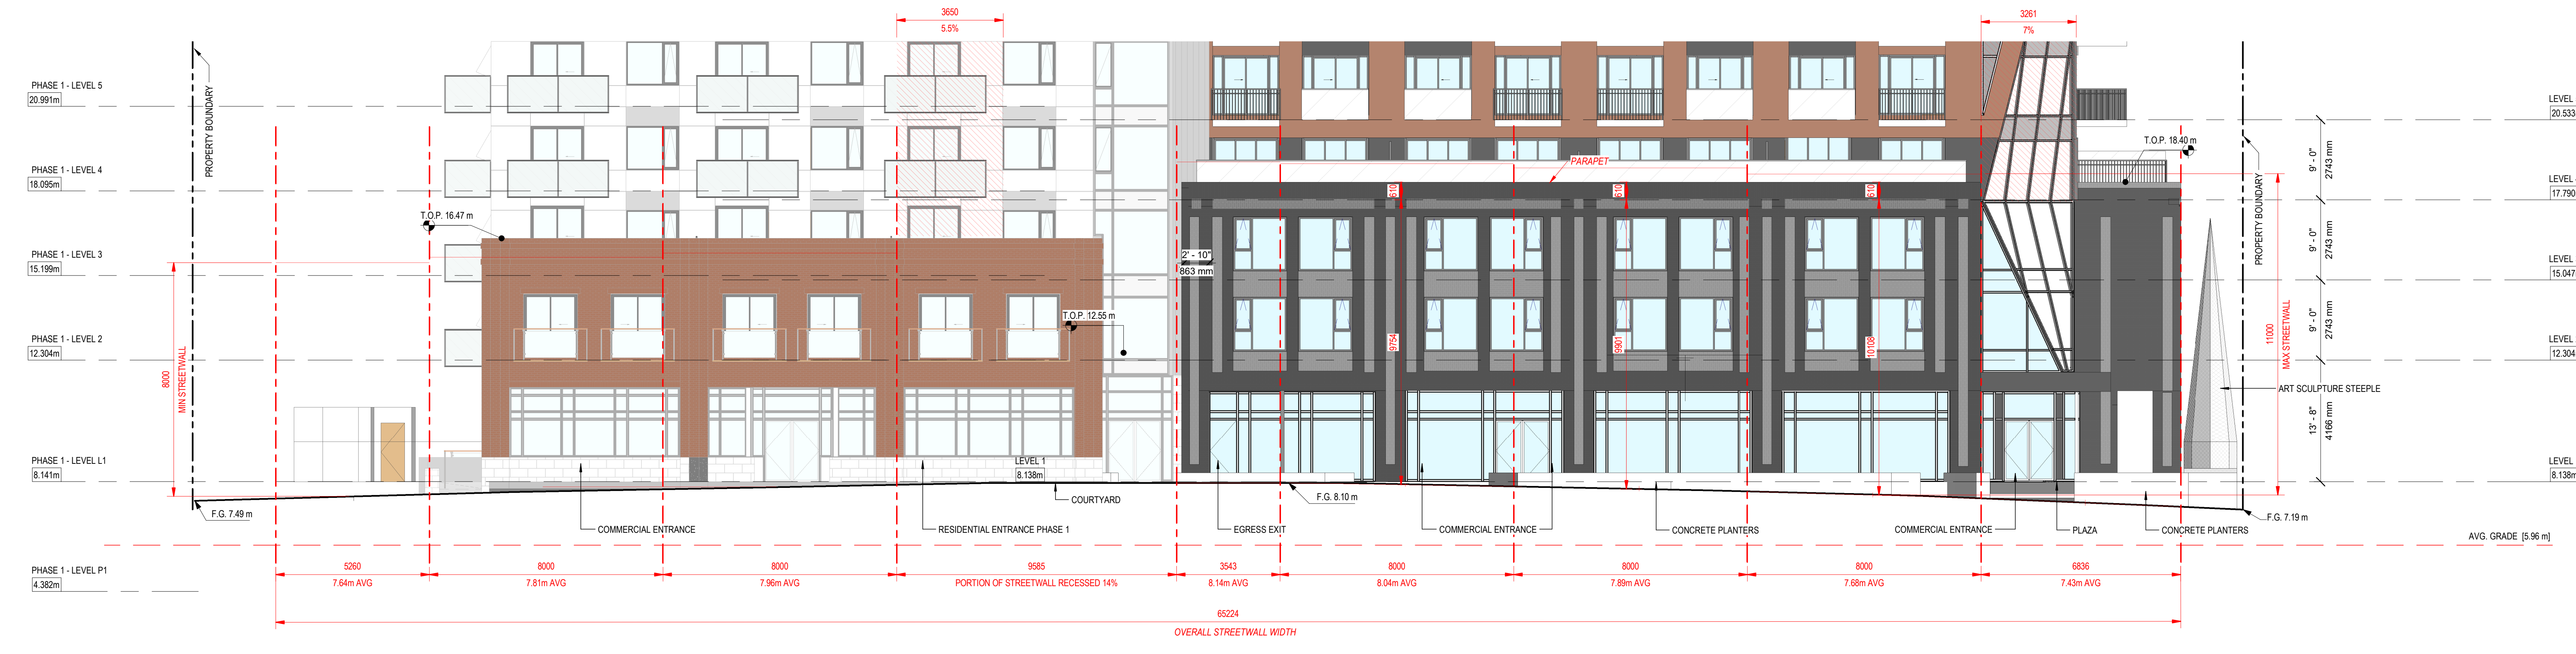 3650
5.5%
3261
7%
PHASE 1 - LEVEL 5
20.991m
PROPERTY BOUNDARY
LEVEL
20.533
T.O.P. 18.40 m
9' - 0"
2743 mm
PARAPET
PHASE 1 - LEVEL 4
18.095m
610
610
610
PROPERTY BOUNDARY
LEVEL
17.790
T.O.P. 16.47 m
9' - 0"
2743 mm
PHASE 1 - LEVEL 3
15.199m
2' - 10"
863 mm
LEVEL
15.047
T.O.P. 12.55 m
9' - 0"
2743 mm
11000
MAX STREETWALL
PHASE 1 - LEVEL 2
12.304m
8000
MIN STREETWALL
9754
9901
10108
LEVEL
12.304
ART SCULPTURE STEEPLE
13' - 8"
4166 mm
PHASE 1 - LEVEL L1
8.141m
LEVEL 1
8.138m
LEVEL
8.138m
COURTYARD
F.G. 8.10 m
F.G. 7.49 m
F.G. 7.19 m
COMMERCIAL ENTRANCE
RESIDENTIAL ENTRANCE PHASE 1
EGRESS EXIT
COMMERCIAL ENTRANCE
CONCRETE PLANTERS
COMMERCIAL ENTRANCE
PLAZA
CONCRETE PLANTERS
AVG. GRADE [5.96 m]
PHASE 1 - LEVEL P1
4.382m
5260
8000
8000
9585
3543
8000
8000
8000
6836
7.64m AVG
7.81m AVG
7.96m AVG
PORTION OF STREETWALL RECESSED 14%
8.14m AVG
8.04m AVG
7.89m AVG
7.68m AVG
7.43m AVG
65224
OVERALL STREETWALL WIDTH